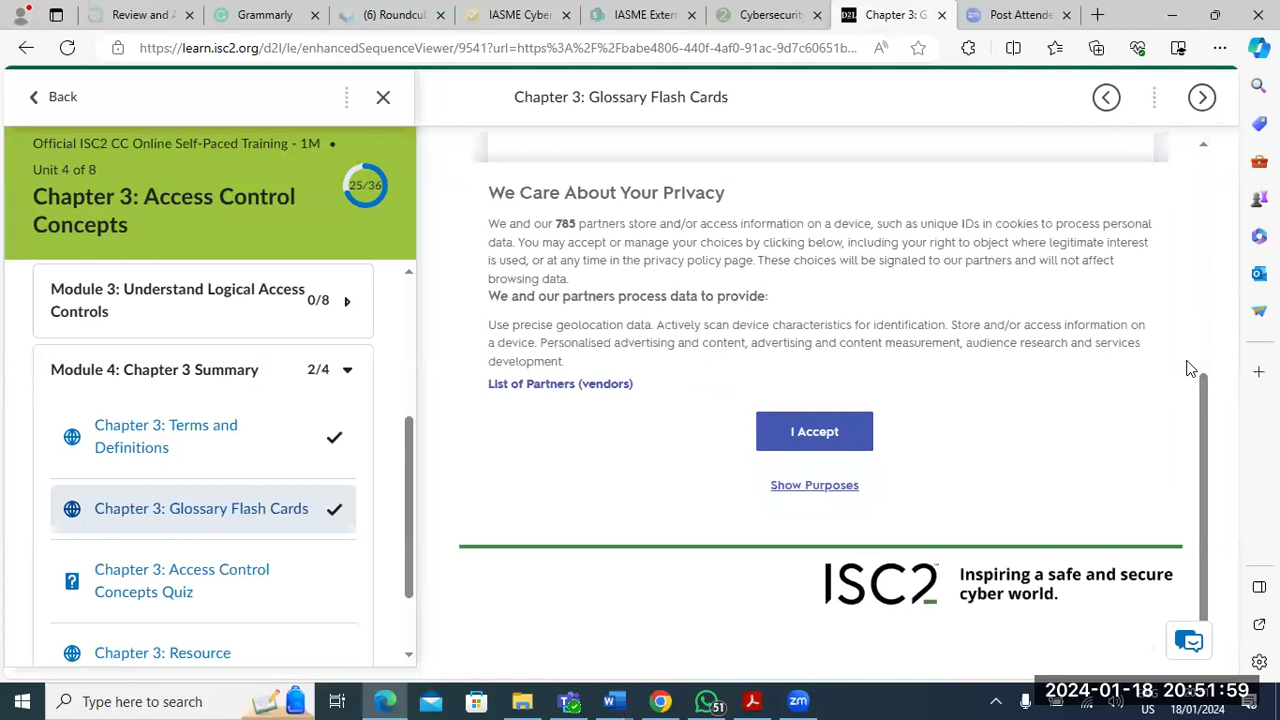 Review and A
Grammarly
(6) Roundcu
IASME Cyber
IASME Exter
Cybersecurity
D2L
Chapter 3: G
zm
Post Attende
https://learn.isc2.org/d2l/le/enhancedSequenceViewer/9541?url=https%3A%2F%2Fbabe4806-440f-4af0-91ac-9d7c60651b...
Back
Chapter 3: Glossary Flash Cards
Official ISC2 CC Online Self-Paced Training - 1M •
Unit 4 of 8
Chapter 3: Access Control
Concepts
25/36
Module 3: Understand Logical Access
Controls
0/8
Module 4: Chapter 3 Summary
2/4
Chapter 3: Terms and
Definitions
Chapter 3: Glossary Flash Cards
Chapter 3: Access Control
Concepts Quiz
Chapter 3: Resource
We Care About Your Privacy
We and our 785 partners store and/or access information on a device, such as unique IDs in cookies to process personal
data. You may accept or manage your choices by clicking below, including your right to object where legitimate interest
is used, or at any time in the privacy policy page. These choices will be signaled to our partners and will not affect
browsing data.
We and our partners process data to provide:
Use precise geolocation data. Actively scan device characteristics for identification. Store and/or access information on
a device. Personalised advertising and content, advertising and content measurement, audience research and services
development.
List of Partners (vendors)
I Accept
Show Purposes
ISC2
Inspiring a safe and secure
cyber world.
Type here to search
51
zm
2024-01-18 20:51:59
US
18/01/2024